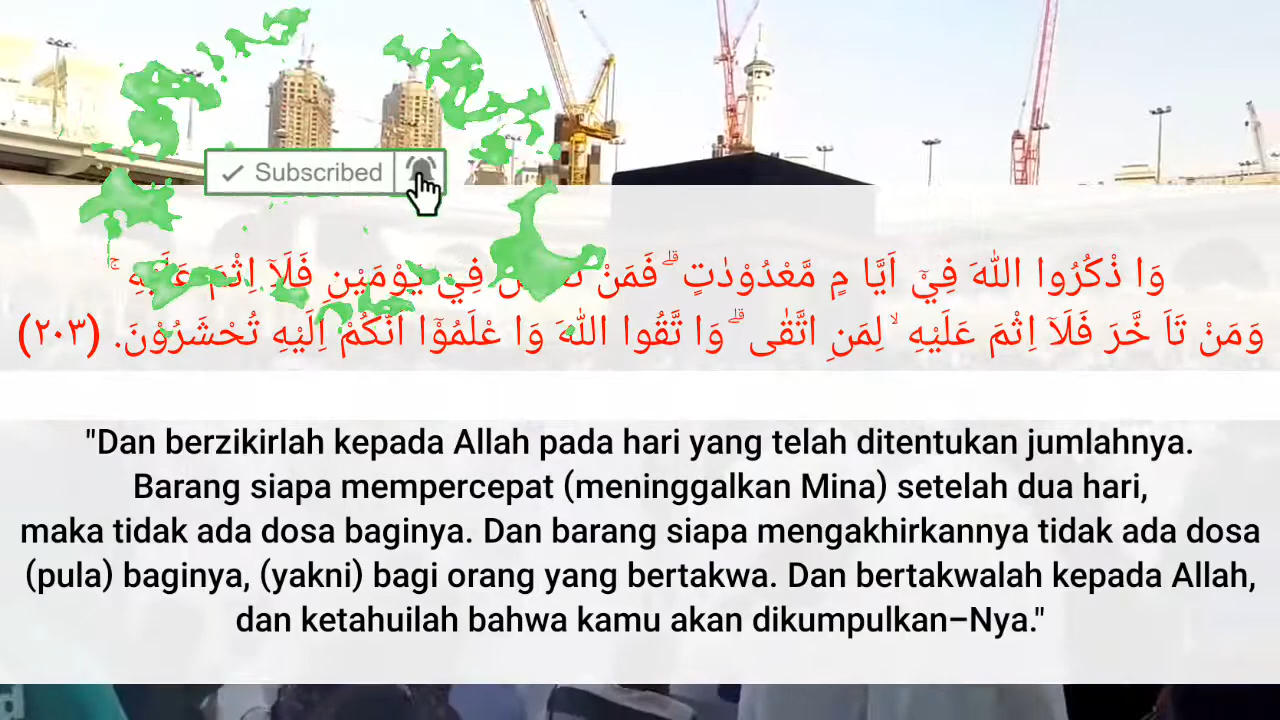 Subscribed
وَا ذْكُرُوا اللّٰهَ فِيْٓ اَيَّا مٍ مَّعْدُوْدٰتٍ ۗ فَمَنْ فِيْ يَوْمَيْنِ فَلَاۤ اِثْمَ عَلَيْهِ ۚ
وَمَنْ تَاَ خَّرَ فَلَاۤ اِثْمَ عَلَيْهِ ۙ لِمَنِ اتَّقٰى ۗ وَا تَّقُوا اللّٰهَ وَا عْلَمُوْٓا اَنَّكُمْ اِلَيْهِ تُحْشَرُوْنَ. (٢٠٣)
"Dan berzikirlah kepada Allah pada hari yang telah ditentukan jumlahnya.
Barang siapa mempercepat (meninggalkan Mina) setelah dua hari,
maka tidak ada dosa baginya. Dan barang siapa mengakhirkannya tidak ada dosa
(pula) baginya, (yakni) bagi orang yang bertakwa. Dan bertakwalah kepada Allah,
dan ketahuilah bahwa kamu akan dikumpulkan–Nya."